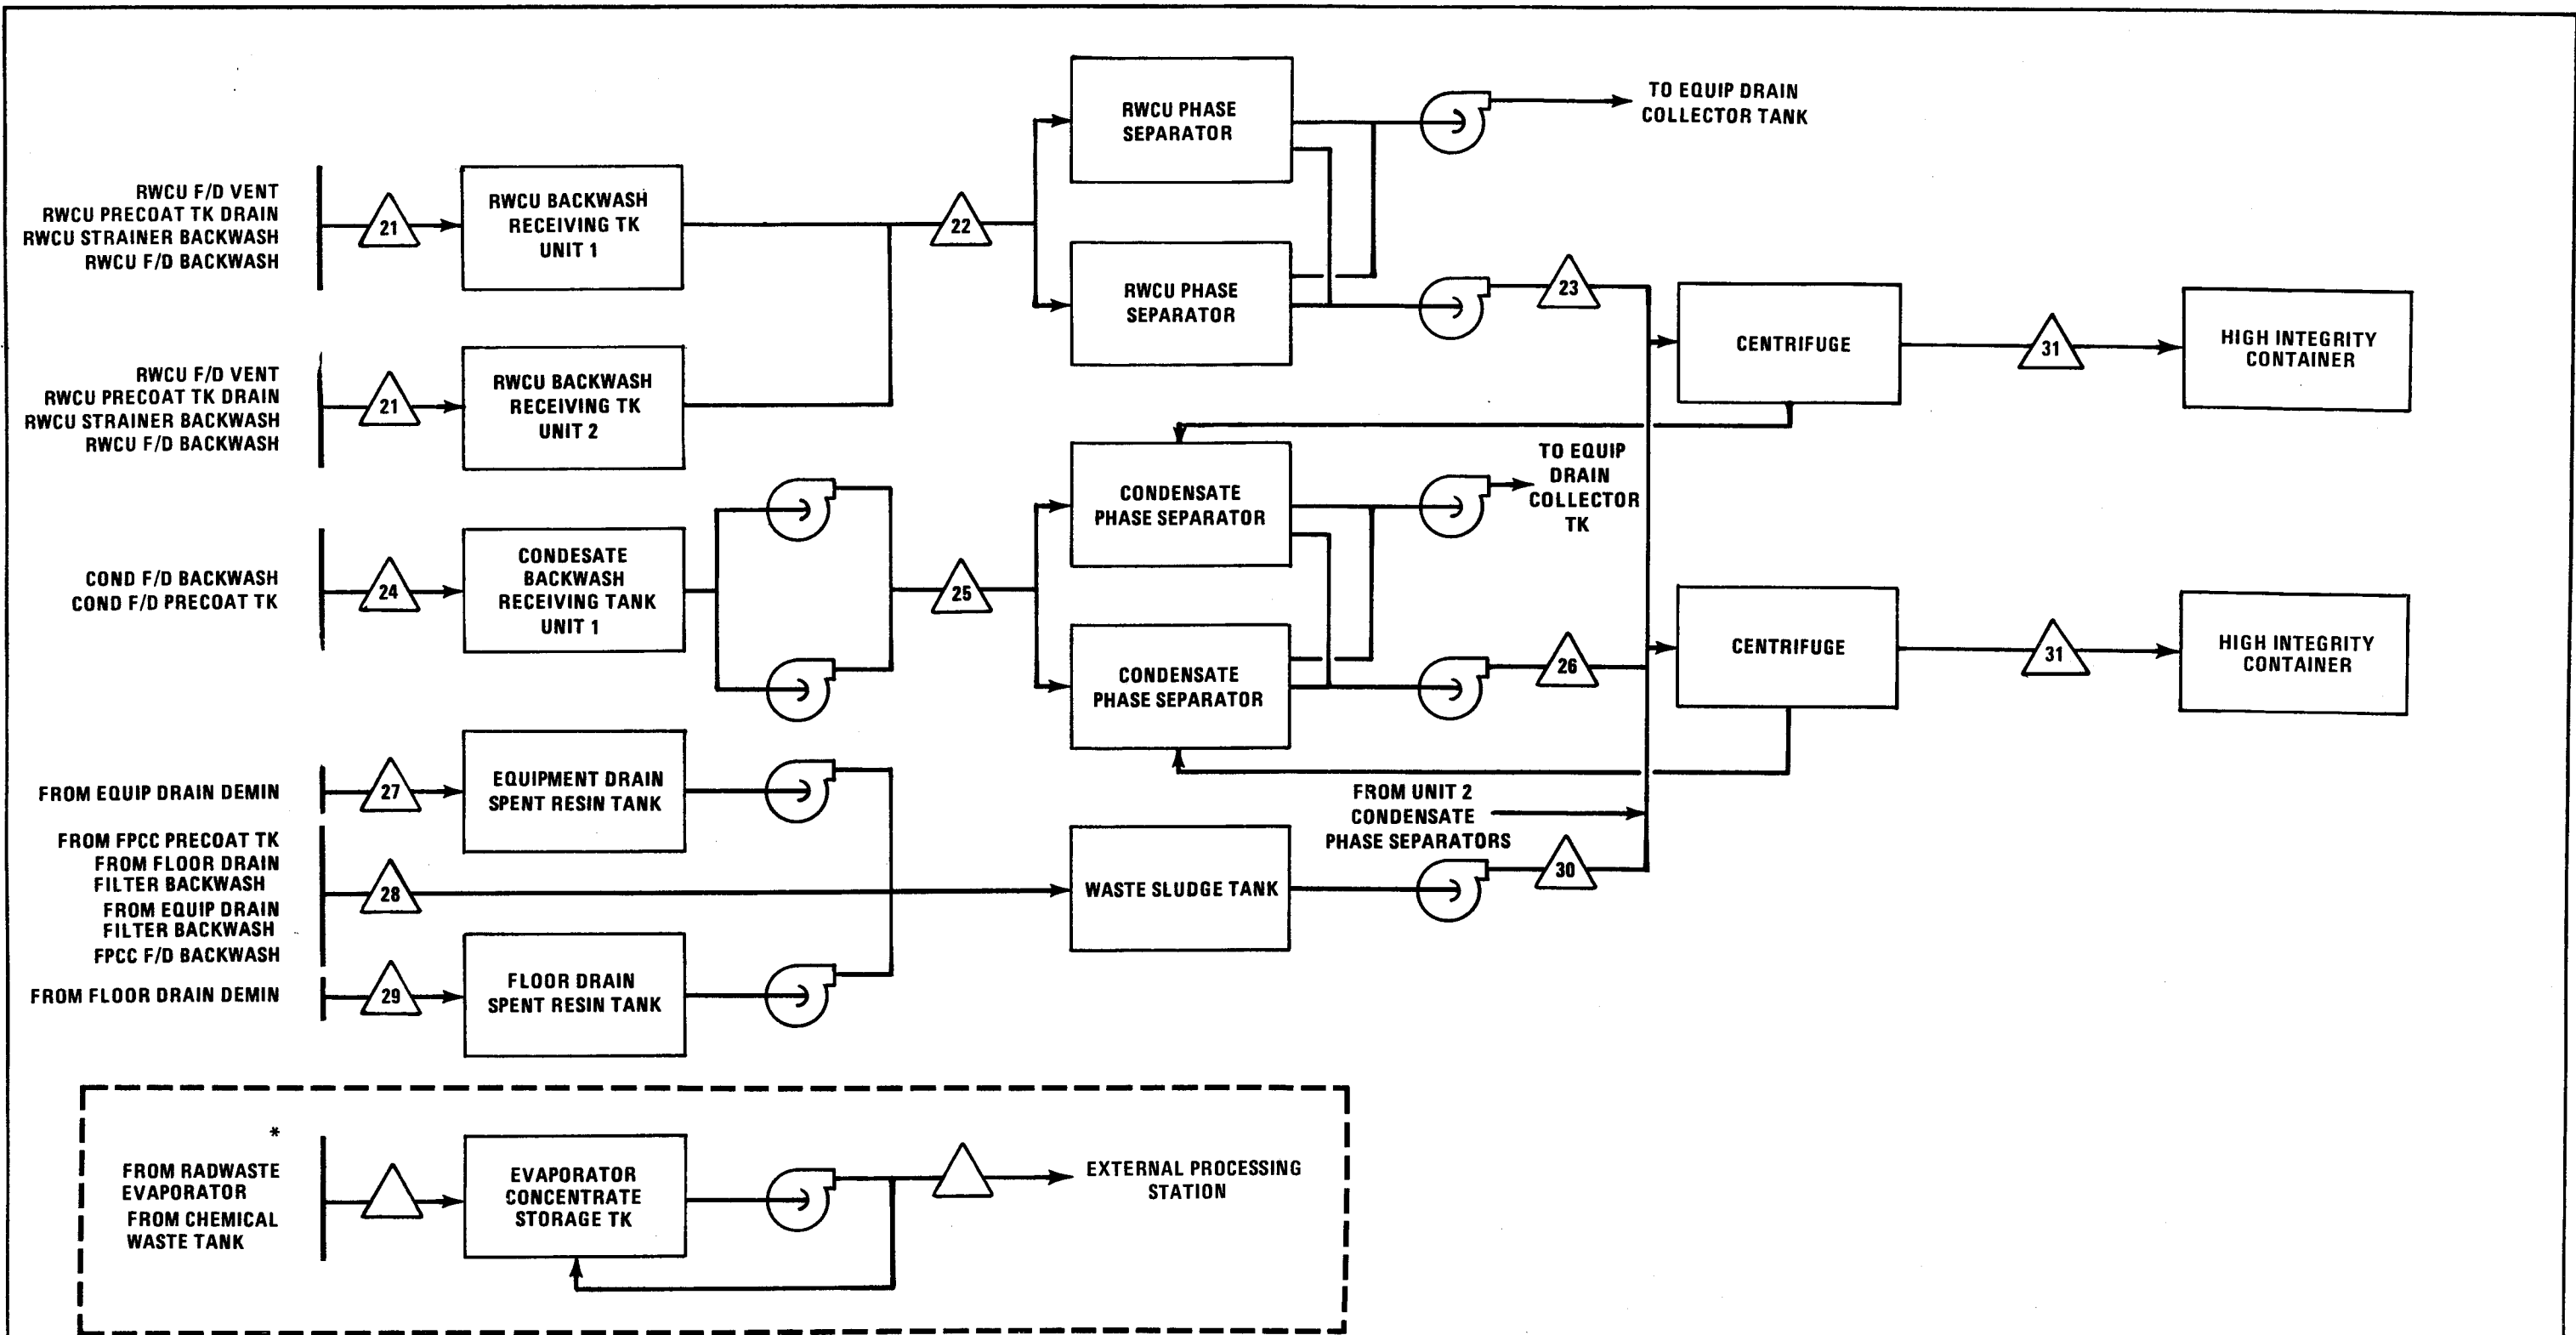 RWCU F/D VENT
RWCU PRECOAT TK DRAIN
RWCU STRAINER BACKWASH
RWCU F/D BACKWASH
21
RWCU BACKWASH
RECEIVING TK
UNIT 1
22
RWCU PHASE
SEPARATOR
TO EQUIP DRAIN
COLLECTOR TANK
RWCU PHASE
SEPARATOR
23
CENTRIFUGE
31
HIGH INTEGRITY
CONTAINER
RWCU F/D VENT
RWCU PRECOAT TK DRAIN
RWCU STRAINER BACKWASH
RWCU F/D BACKWASH
21
RWCU BACKWASH
RECEIVING TK
UNIT 2
COND F/D BACKWASH
COND F/D PRECOAT TK
24
CONDESATE
BACKWASH
RECEIVING TANK
UNIT 1
25
CONDENSATE
PHASE SEPARATOR
TO EQUIP
DRAIN
COLLECTOR
TK
CONDENSATE
PHASE SEPARATOR
26
CENTRIFUGE
31
HIGH INTEGRITY
CONTAINER
FROM EQUIP DRAIN DEMIN
27
EQUIPMENT DRAIN
SPENT RESIN TANK
FROM UNIT 2
CONDENSATE
PHASE SEPARATORS
FROM FPCC PRECOAT TK
FROM FLOOR DRAIN
FILTER BACKWASH
FROM EQUIP DRAIN
FILTER BACKWASH
FPCC F/D BACKWASH
28
WASTE SLUDGE TANK
30
FROM FLOOR DRAIN DEMIN
29
FLOOR DRAIN
SPENT RESIN TANK
*
FROM RADWASTE
EVAPORATOR
FROM CHEMICAL
WASTE TANK
EVAPORATOR
CONCENTRATE
STORAGE TK
EXTERNAL PROCESSING
STATION